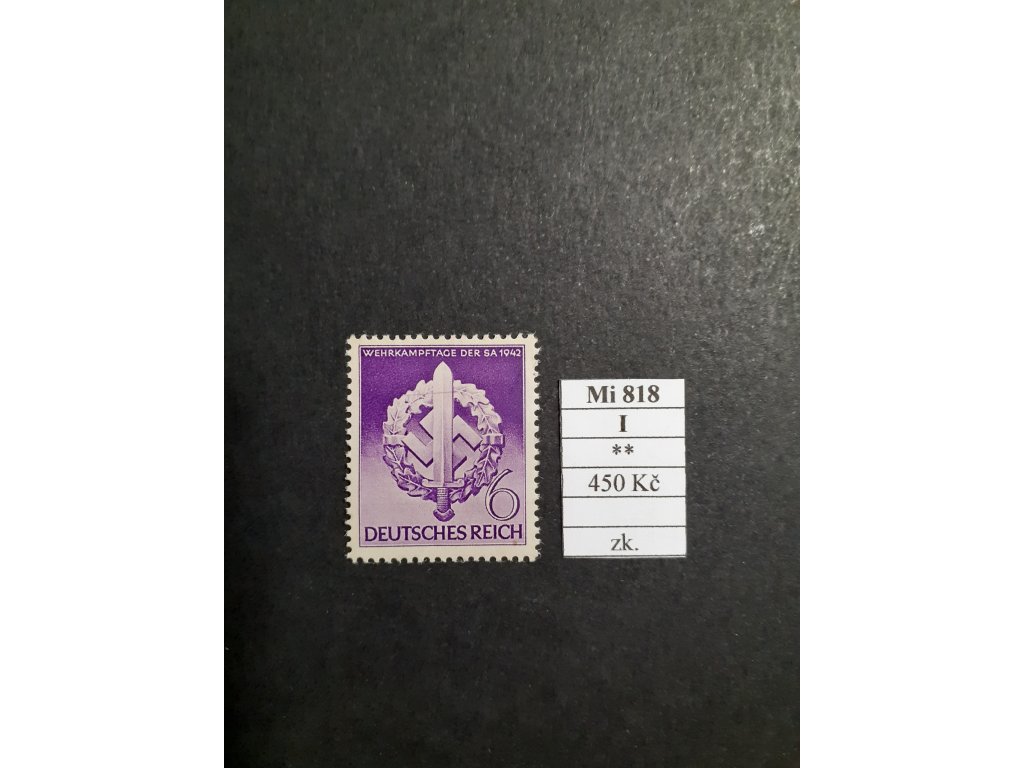 WEHRKAMPFTAGE DER SA 1942
6
DEUTSCHES REICH
Mi 818
I
**
450 Kč
zk.